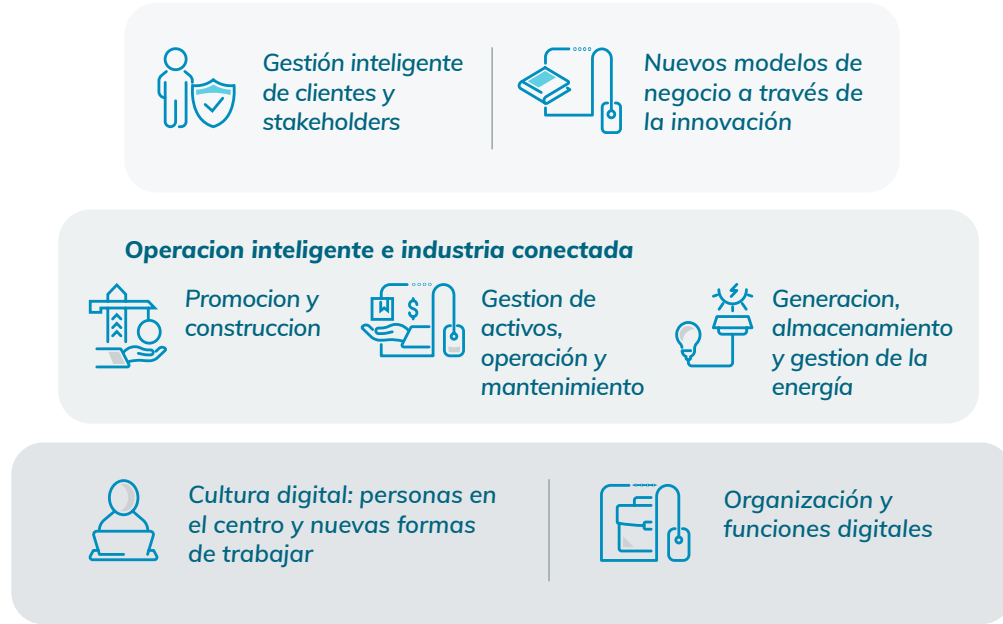 Gestión inteligente
de clientes y
stakeholders
Nuevos modelos de
negocio a través de
la innovación
Operacion inteligente e industria conectada
Promocion y
construccion
Gestion de
activos,
operación y
mantenimiento
Generacion,
almacenamiento
y gestion de la
energía
Cultura digital: personas en
el centro y nuevas formas
de trabajar
Organización y
funciones digitales